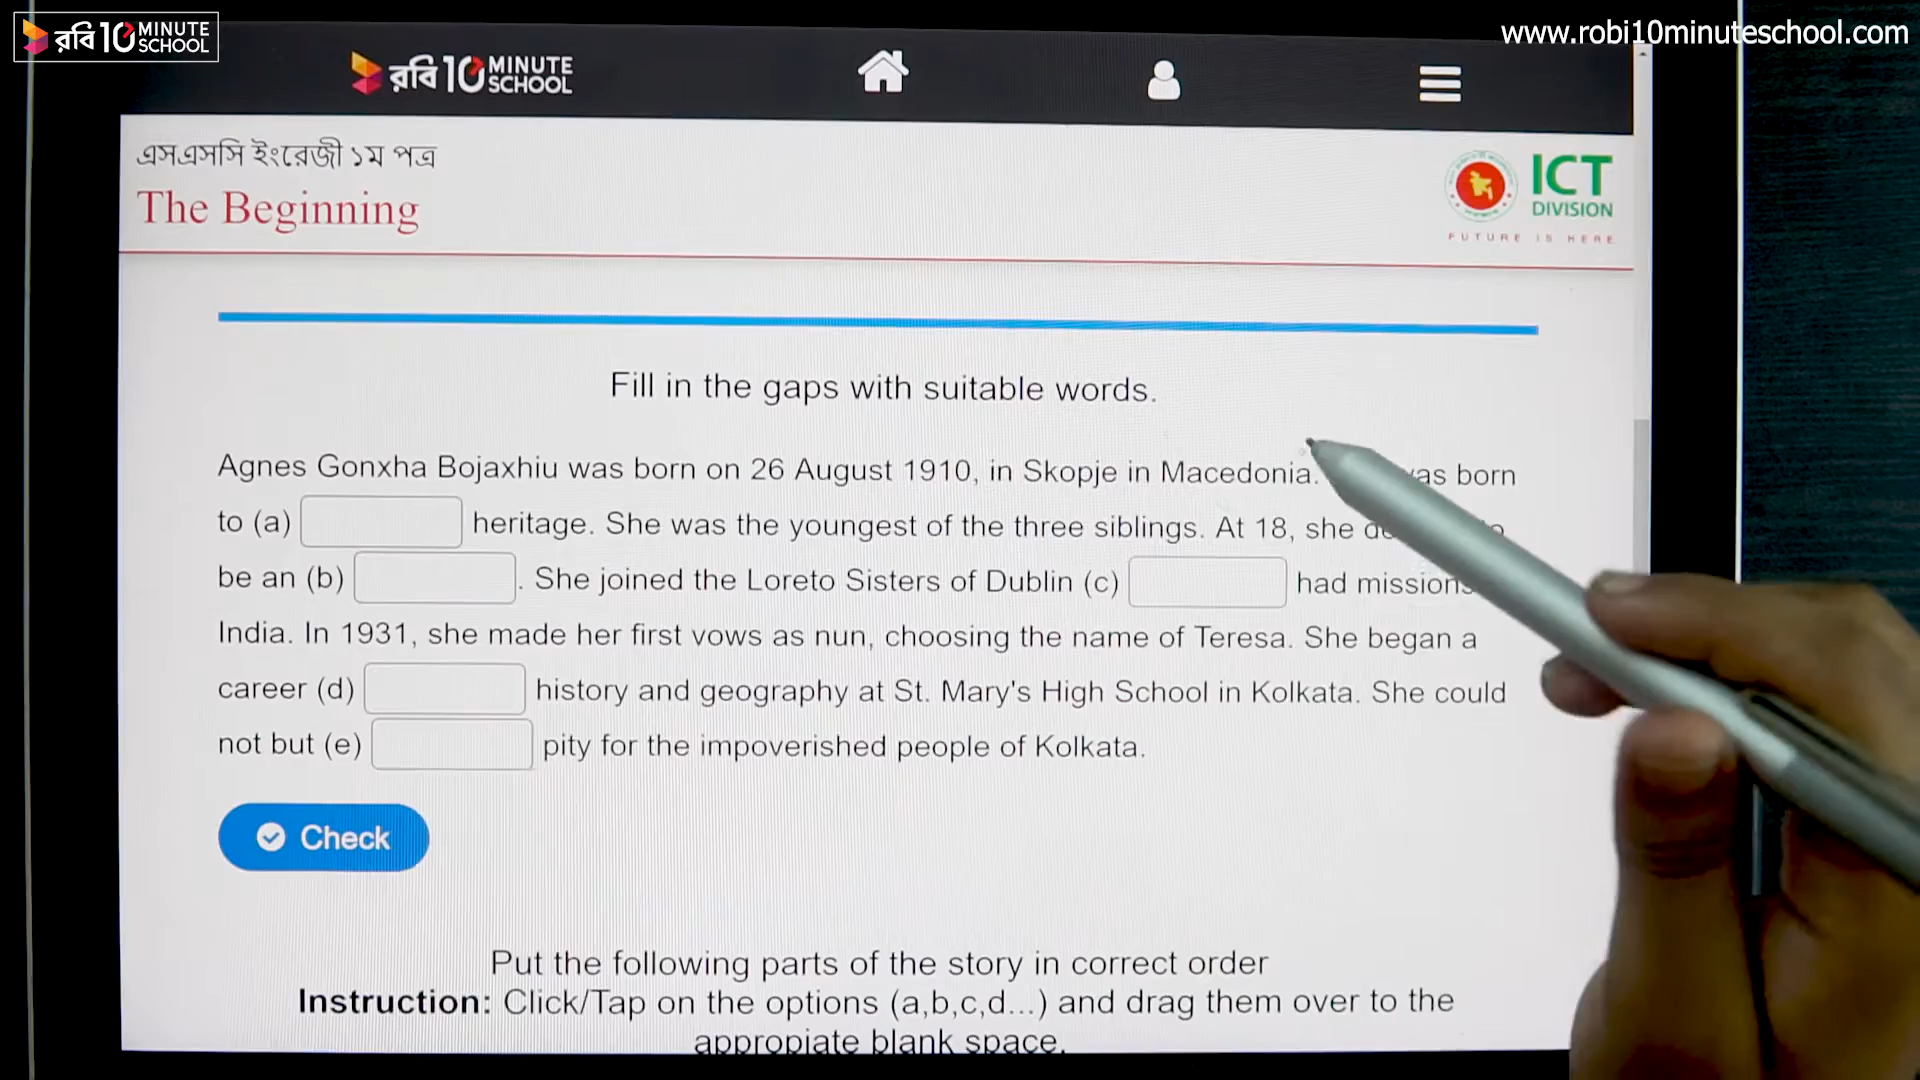 রবি 10 MINUTE SCHOOL
www.robi10minuteschool.com
রবি 10 MINUTE SCHOOL
এসএসসি ইংরেজী ১ম পত্র
The Beginning
ICT
DIVISION
FUTURE IS HERE
Fill in the gaps with suitable words.
Agnes Gonxha Bojaxhiu was born on 26 August 1910, in Skopje in Macedonia. born
to (a) heritage. She was the youngest of the three siblings. At 18, she
be an (b) . She joined the Loreto Sisters of Dublin (c) had
India. In 1931, she made her first vows as nun, choosing the name of Teresa. She began a
career (d) history and geography at St. Mary's High School in Kolkata. She could
not but (e) pity for the impoverished people of Kolkata.
Check
Put the following parts of the story in correct order
Instruction: Click/Tap on the options (a,b,c,d...) and drag them over to the
appropiate blank space.